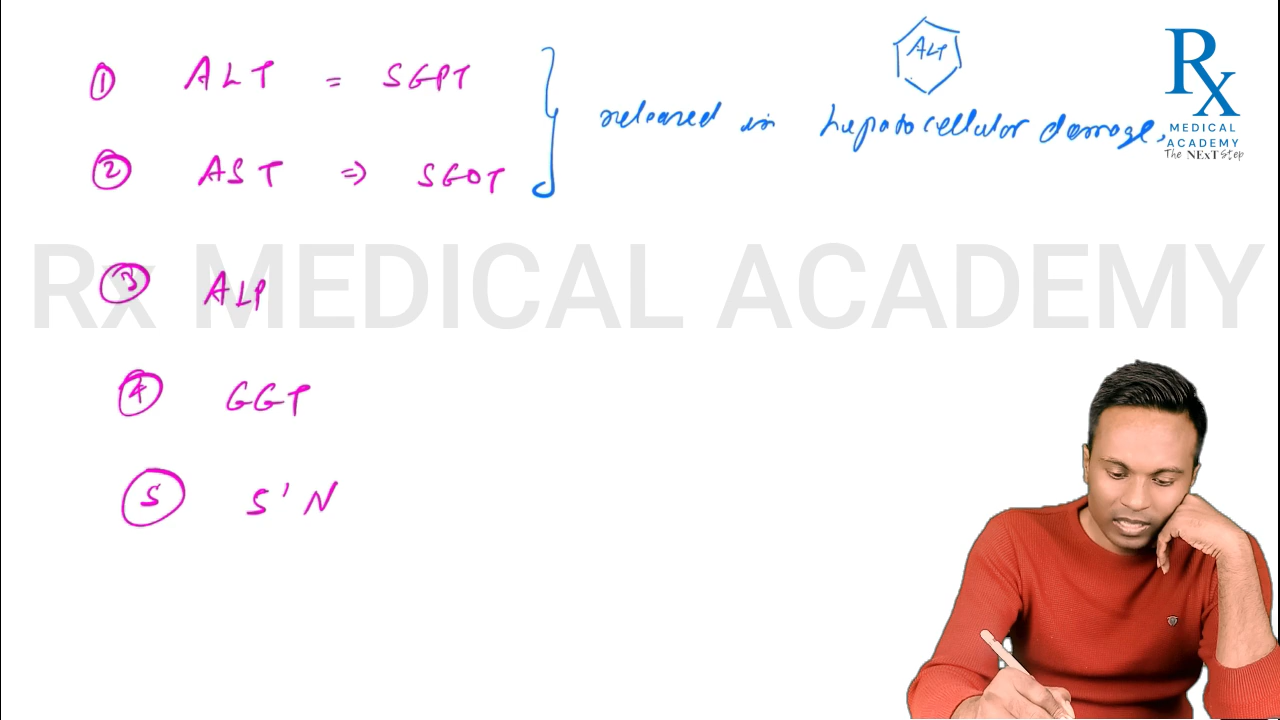 ① ALT = SGPT
② AST => SGOT
ALT
released in hepatocellular damage,
③ ALP
④ GGT
⑤ 5'N
Rx
MEDICAL
ACADEMY
The NExT Step
Rx MEDICAL ACADEMY